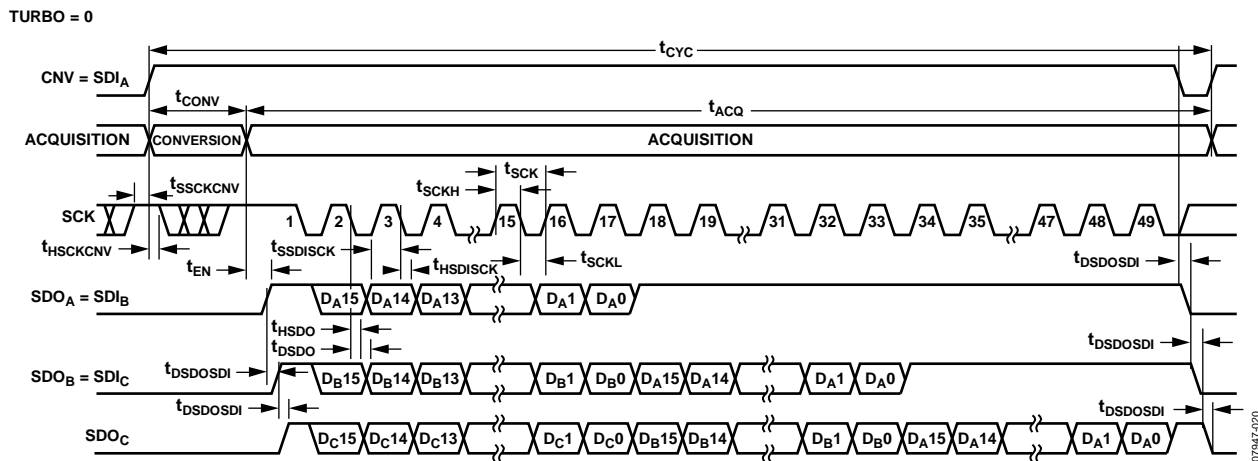 TURBO = 0
tCYC
CNV = SDIA
tCONV
tACQ
ACQUISITION CONVERSION ACQUISITION
tSSCKCNV
tSCK
tSCKH
SCK 1 2 3 4 15 16 17 18 19 31 32 33 34 35 47 48 49
tHSCKCNV
tSSDISCK
tEN
tHSDISCK
tSCKL
tDSDOSDI
SDOA = SDIB DA15 DA14 DA13 DA1 DA0
tHSDO
tDSDO
tDSDOSDI
tDSDOSDI
SDOB = SDIC DB15 DB14 DB13 DB1 DB0 DA15 DA14 DA1 DA0
tDSDOSDI
tDSDOSDI
SDOC DC15 DC14 DC13 DC1 DC0 DB15 DB14 DB1 DB0 DA15 DA14 DA1 DA0
07947-020